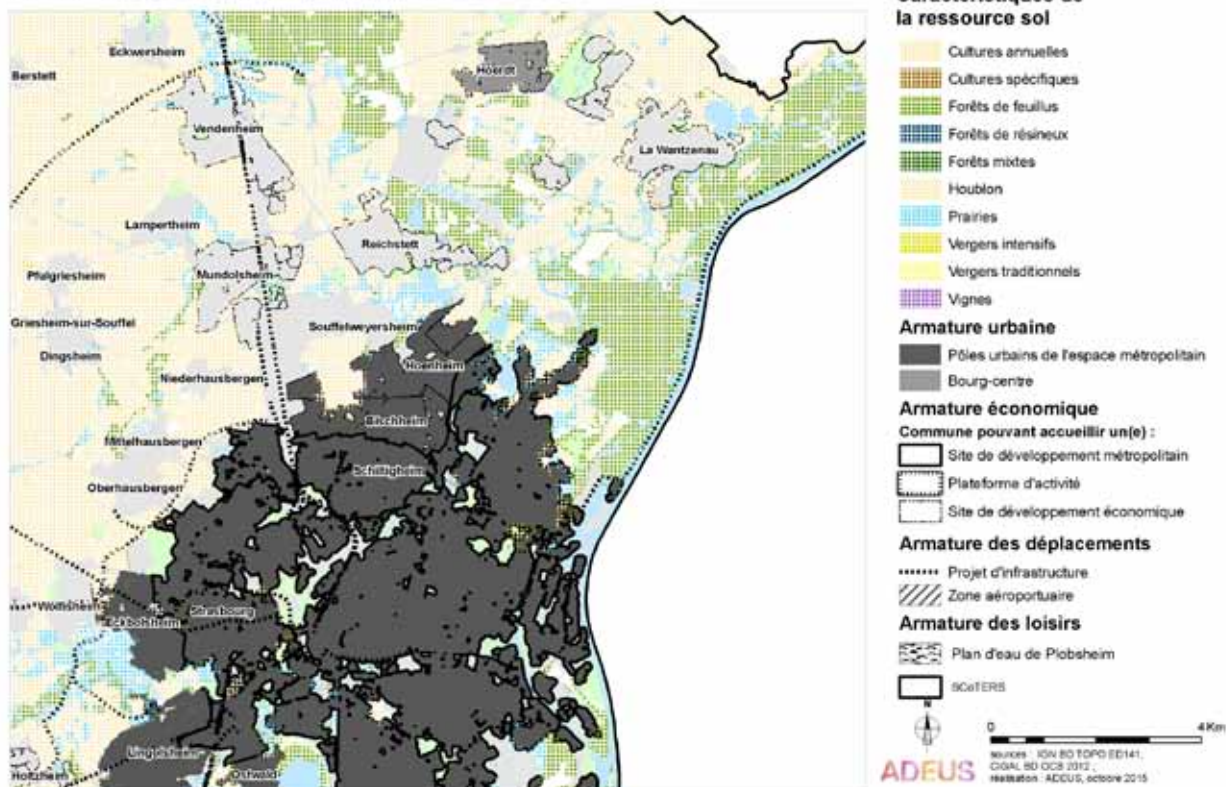 Eckwersheim
Berstett
Hoerdt
Vendenheim
La Wantzenau
Lampertheim
Reichstett
Pfulgriesheim
Mundolsheim
Griesheim-sur-Souffel
Souffelweyersheim
Dingsheim
Hoenheim
Niederhausbergen
Bischheim
Mittelhausbergen
Schiltigheim
Oberhausbergen
Wolfisheim
Strasbourg
Eckbolsheim
Lingolsheim
Holtzheim
Ostwald
Caractéristiques de
la ressource sol
Cultures annuelles
Cultures spécifiques
Forêts de feuillus
Forêts de résineux
Forêts mixtes
Houblon
Prairies
Vergers intensifs
Vergers traditionnels
Vignes
Armature urbaine
Pôles urbains de l'espace métropolitain
Bourg-centre
Armature économique
Commune pouvant accueillir un(e) :
Site de développement métropolitain
Plateforme d'activité
Site de développement économique
Armature des déplacements
Projet d'infrastructure
Zone aéroportuaire
Armature des loisirs
Plan d'eau de Plobsheim
SCoTERS
N
0 4 Km
sources : IGN BD TOPO ED141,
CIGAL BD OCS 2012 ;
réalisation : ADEUS, octobre 2015
ADEUS